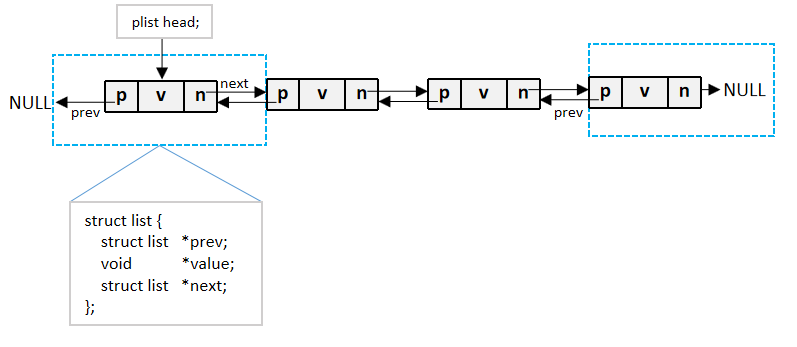 plist head;
NULL
prev
p v n
next
p v n
p v n
prev
p v n
NULL
struct list {
struct list *prev;
void *value;
struct list *next;
};